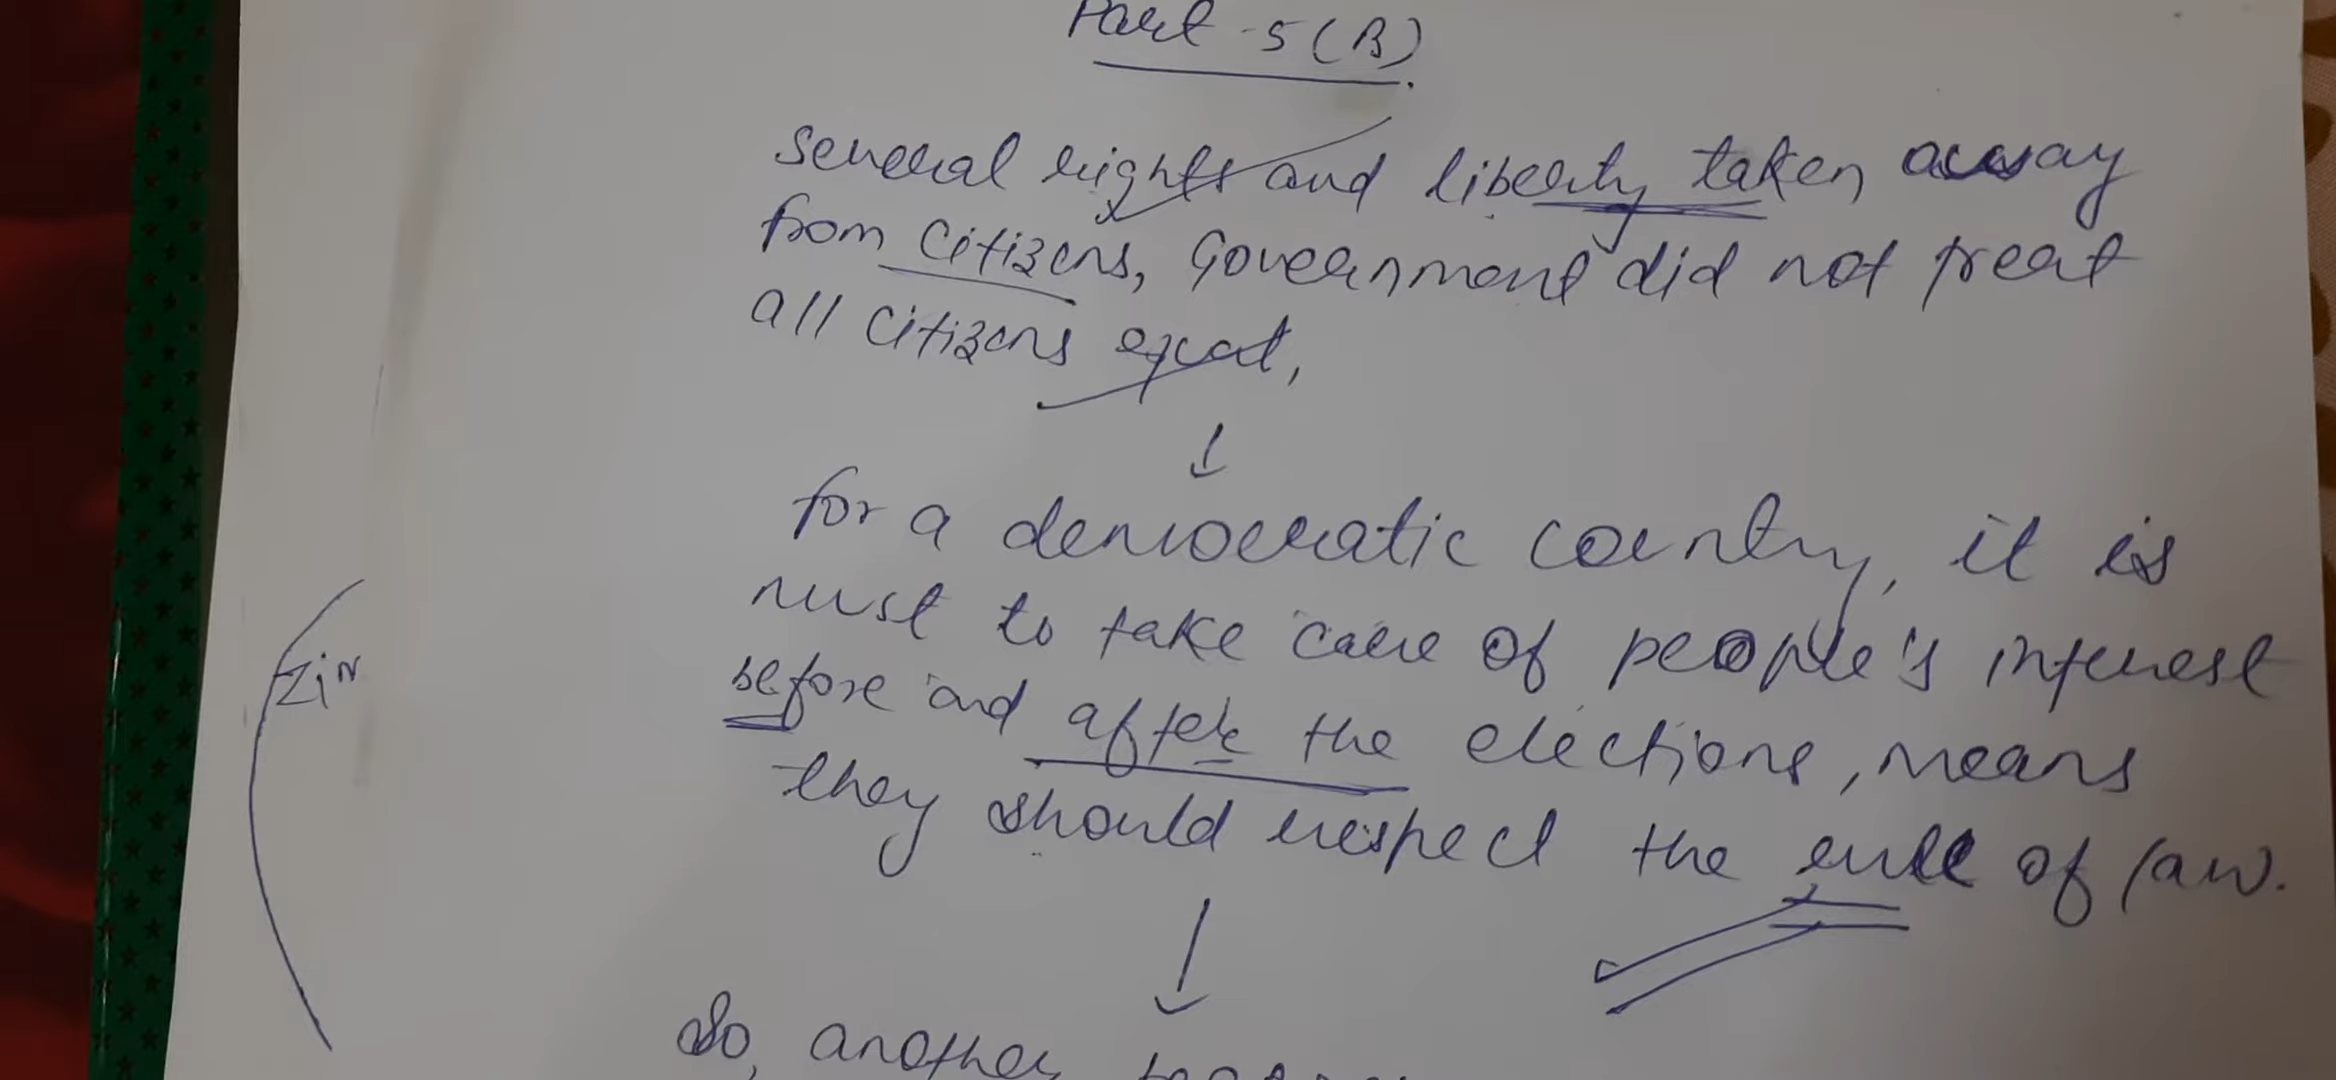 Part-5(B).
Several rights and liberty taken away
from Citizens, Government did not treat
all citizens equal,
for a democratic country, it is
must to take care of people's interest
before and after the elections, means
they should respect the rule of law.
Zim
So, another